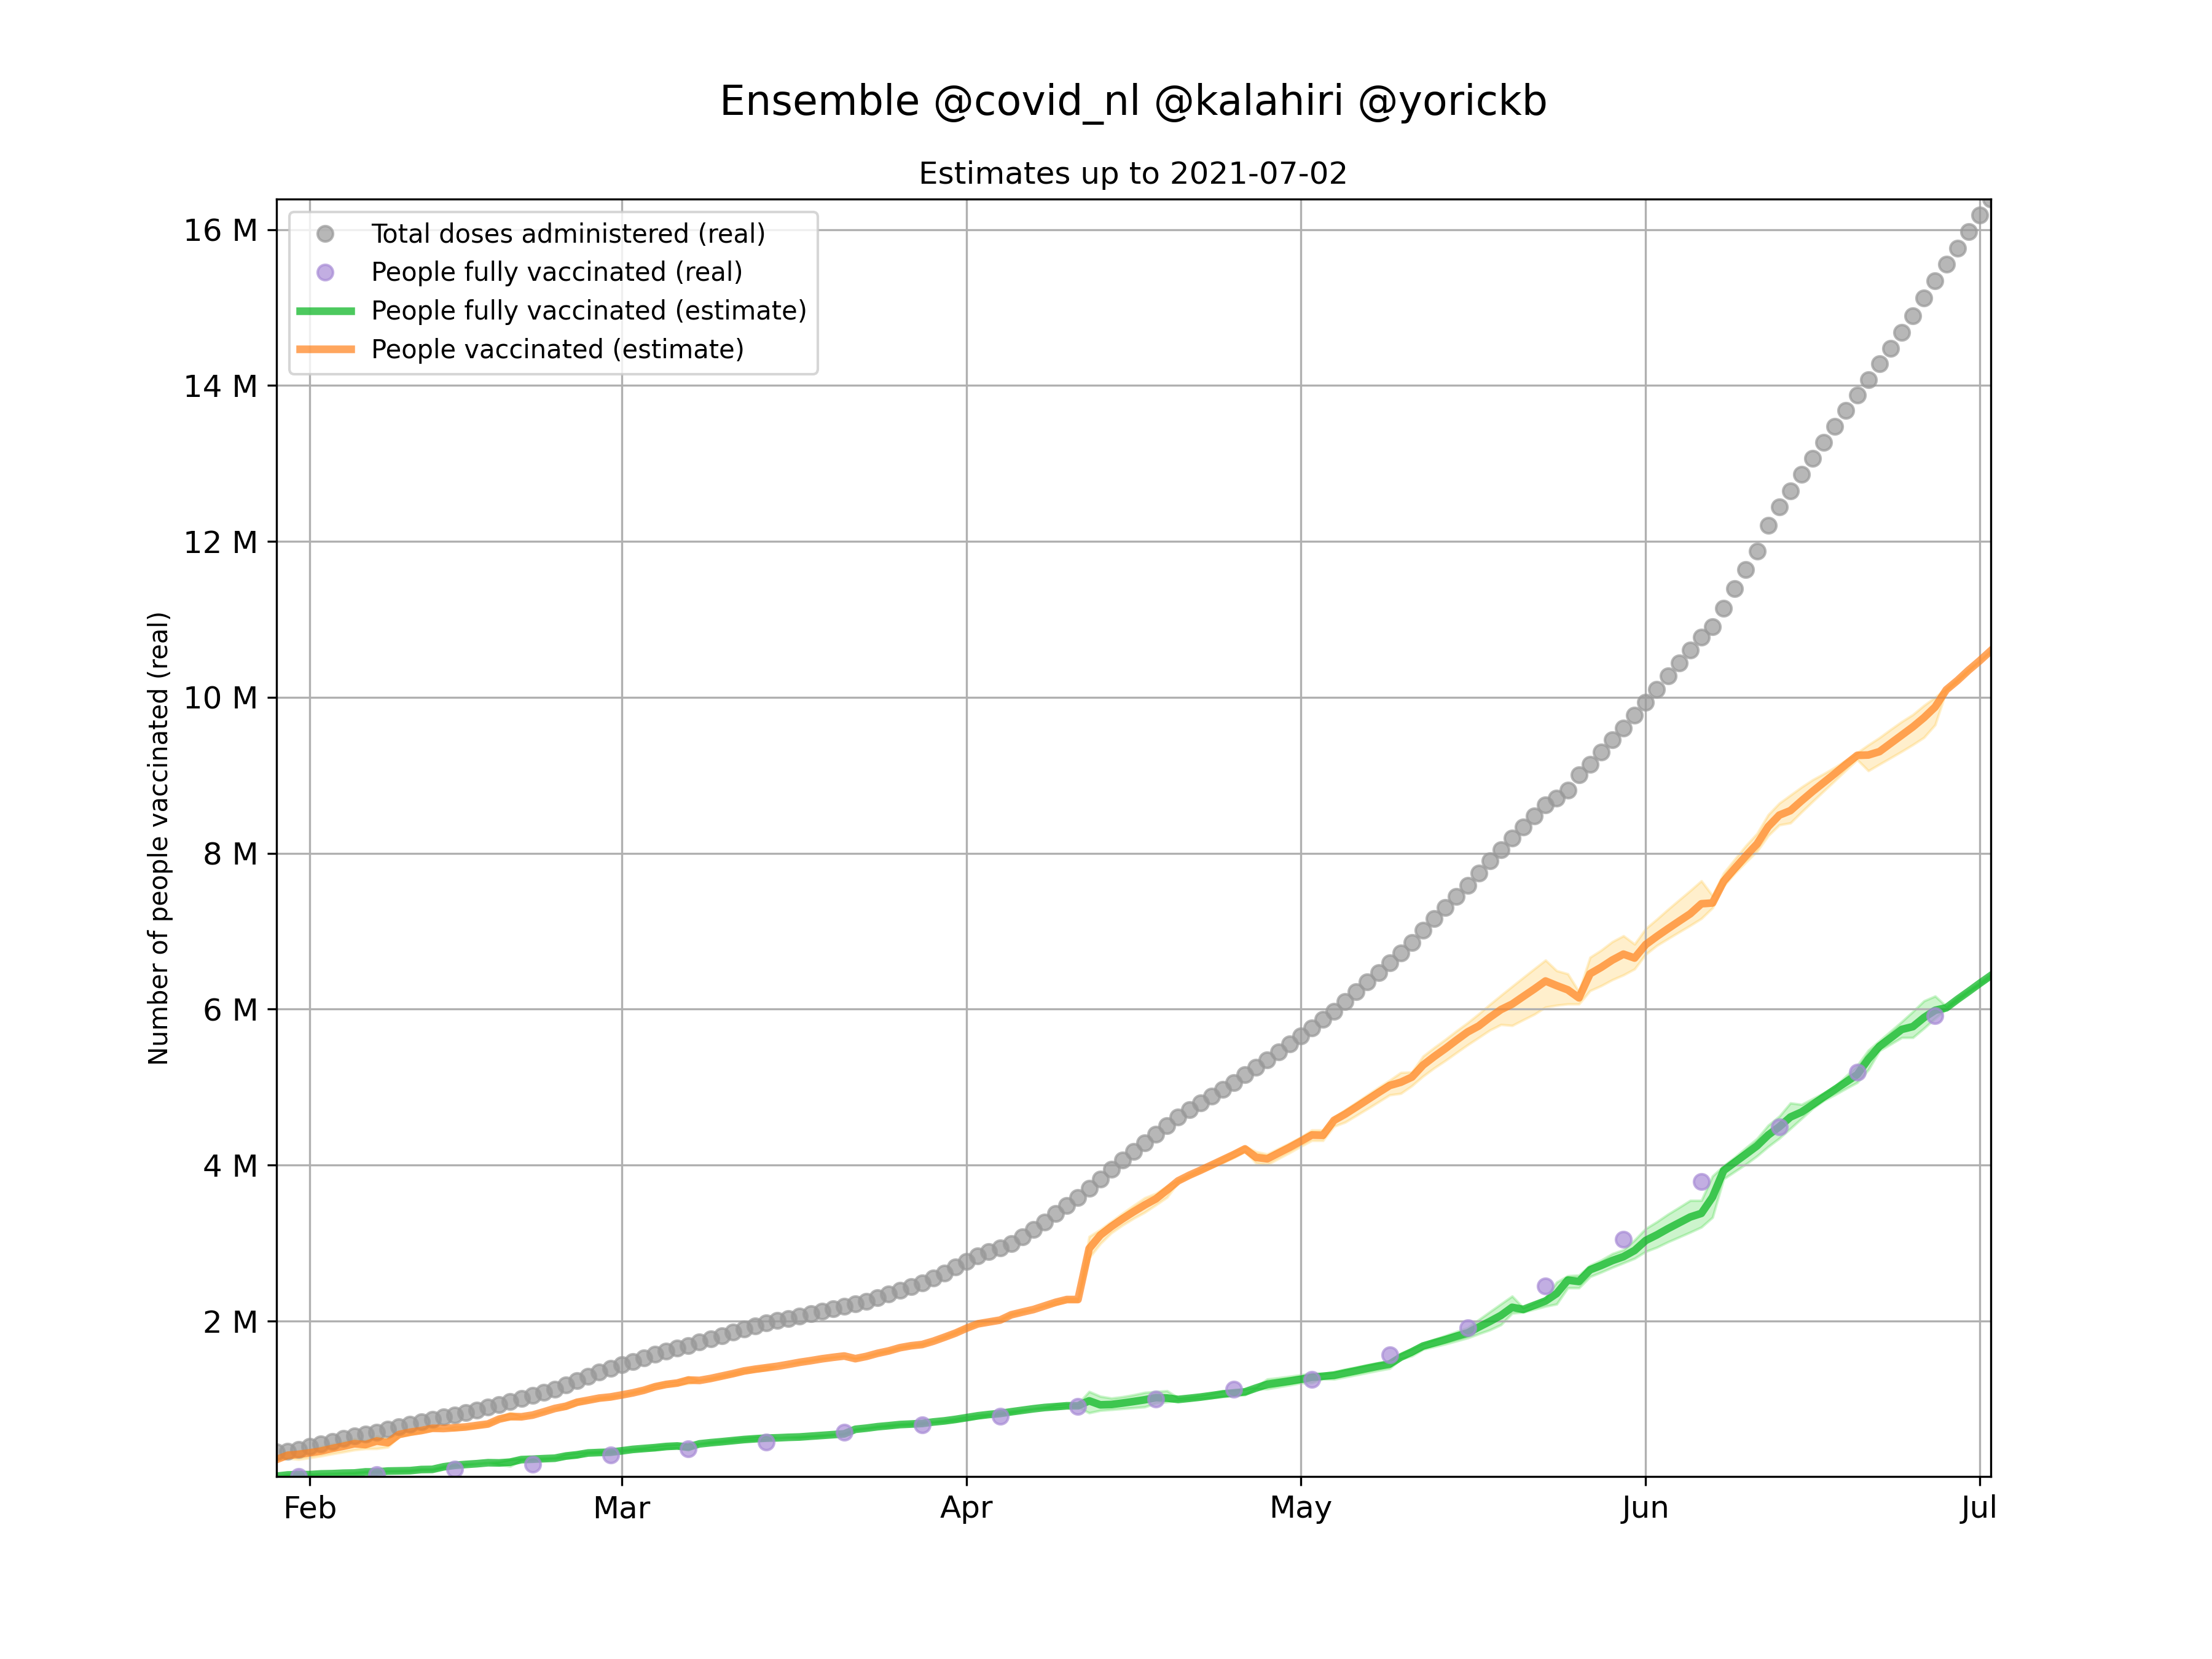 Ensemble @covid_nl @kalahiri @yorickb
Estimates up to 2021-07-02
Total doses administered (real)
People fully vaccinated (real)
People fully vaccinated (estimate)
People vaccinated (estimate)
Number of people vaccinated (real)
16 M
14 M
12 M
10 M
8 M
6 M
4 M
2 M
Feb
Mar
Apr
May
Jun
Jul